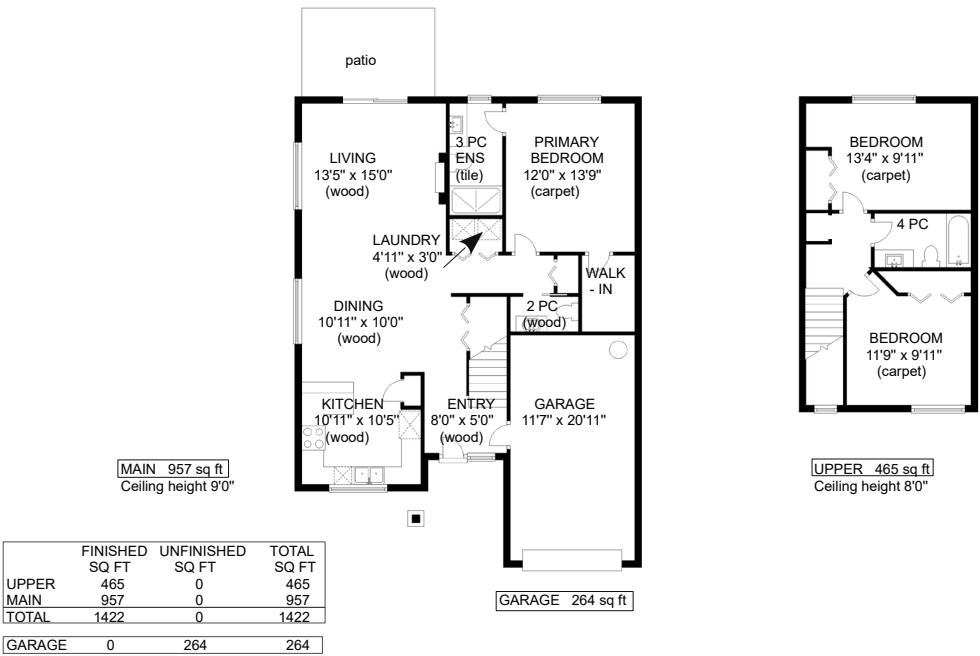 patio
LIVING
13'5" x 15'0"
(wood)
3 PC
ENS
(tile)
PRIMARY
BEDROOM
12'0" x 13'9"
(carpet)
LAUNDRY
4'11" x 3'0"
(wood)
WALK
- IN
DINING
10'11" x 10'0"
(wood)
2 PC
(wood)
KITCHEN
10'11" x 10'5"
(wood)
ENTRY
8'0" x 5'0"
(wood)
GARAGE
11'7" x 20'11"
MAIN 957 sq ft
Ceiling height 9'0"
GARAGE 264 sq ft
BEDROOM
13'4" x 9'11"
(carpet)
4 PC
BEDROOM
11'9" x 9'11"
(carpet)
UPPER 465 sq ft
Ceiling height 8'0"
FINISHED UNFINISHED TOTAL
SQ FT SQ FT SQ FT
UPPER 465 0 465
MAIN 957 0 957
TOTAL 1422 0 1422
GARAGE 0 264 264